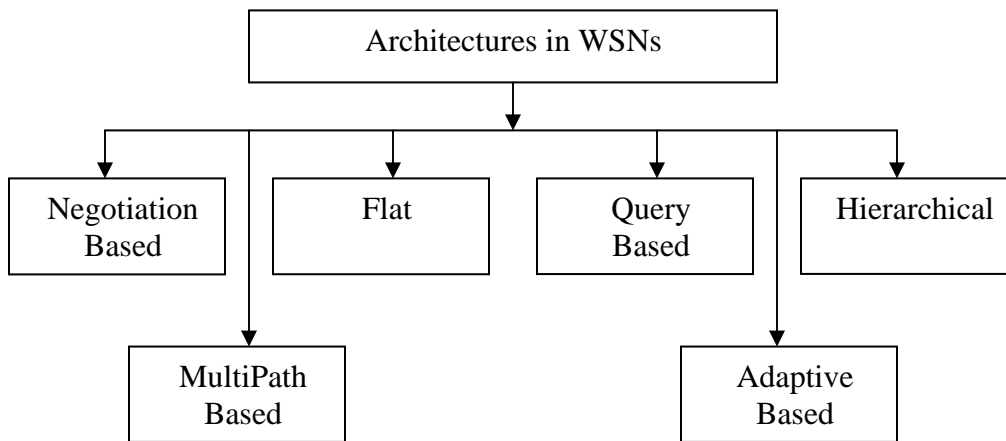 Architectures in WSNs
Negotiation
Based
Flat
Query
Based
Hierarchical
MultiPath
Based
Adaptive
Based